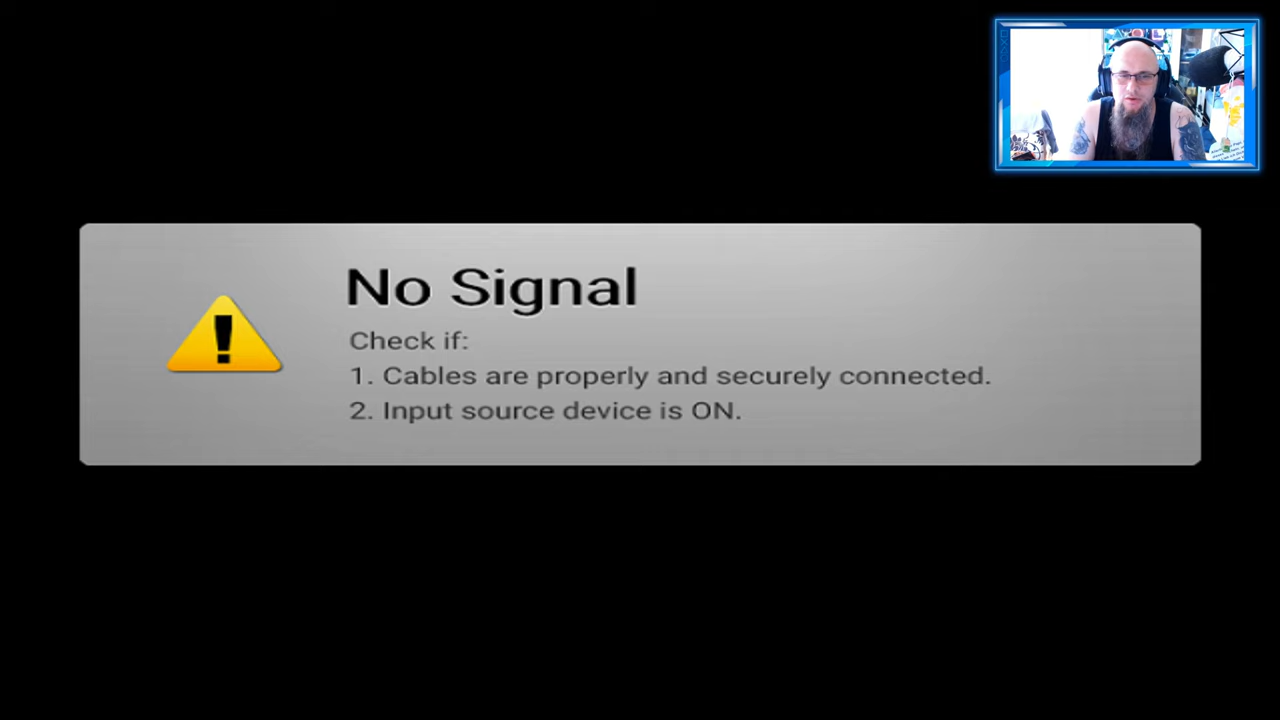 No Signal
Check if:
1. Cables are properly and securely connected.
2. Input source device is ON.